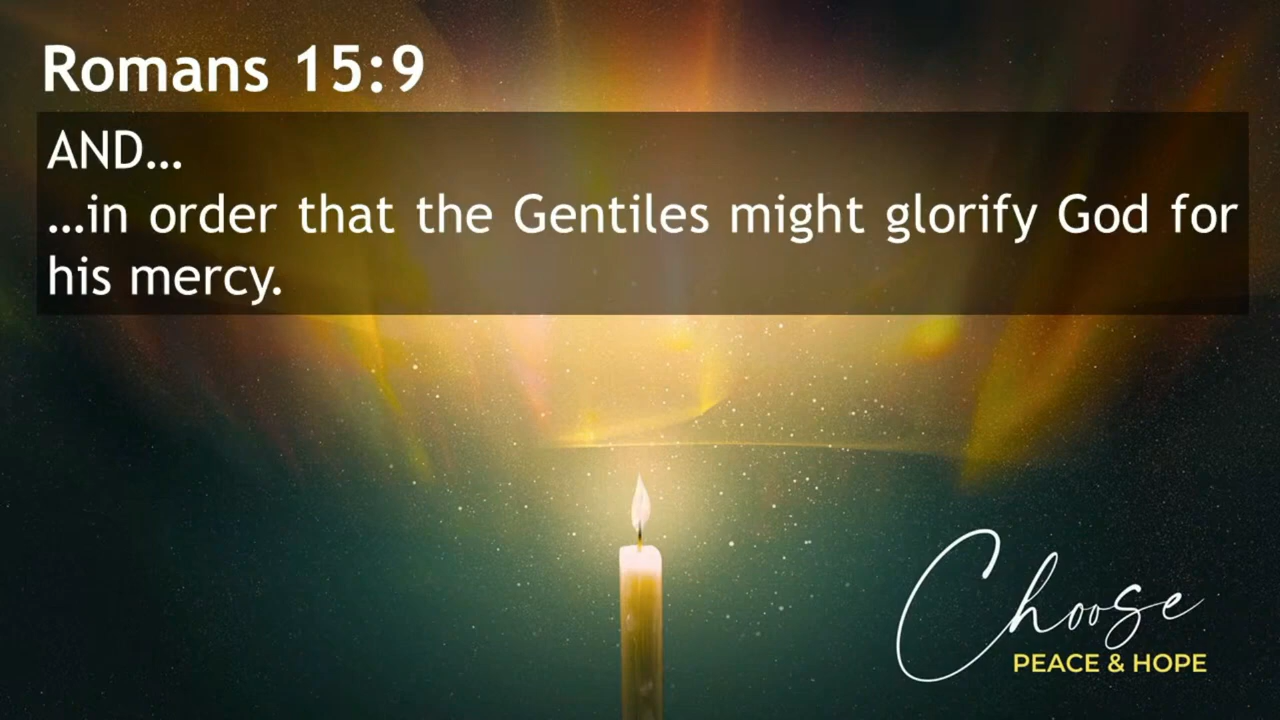 Romans 15:9
AND…
…in order that the Gentiles might glorify God for
his mercy.
Choose
PEACE & HOPE